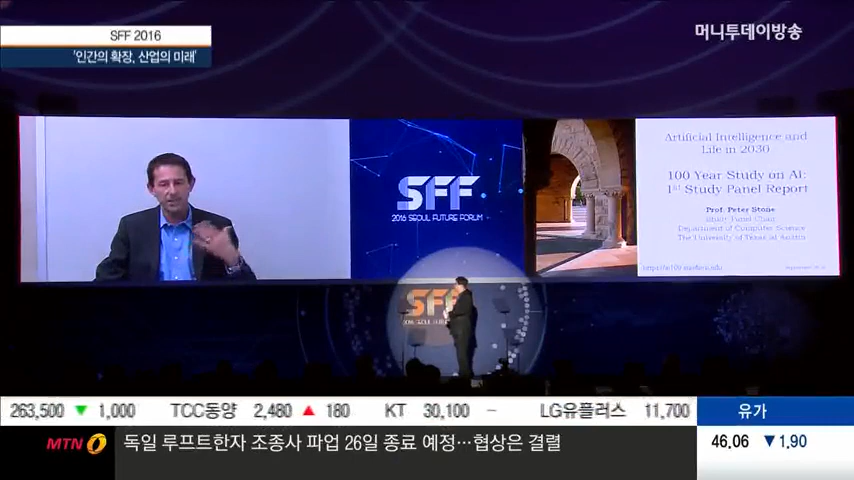 SFF 2016
'인간의 확장, 산업의 미래'
머니투데이방송
SFF
2016 SEOUL FUTURE FORUM
Artificial Intelligence and
Life in 2030
100 Year Study on AI:
1st Study Panel Report
Prof. Peter Stone
Study Panel Chair
Department of Computer Science
The University of Texas at Austin
SFF
263,500 ▼ 1,000 TCC동양 2,480 ▲ 180 KT 30,100 – LG유플러스 11,700
유가
46.06 ▼1.90
MTN
독일 루프트한자 조종사 파업 26일 종료 예정…협상은 결렬